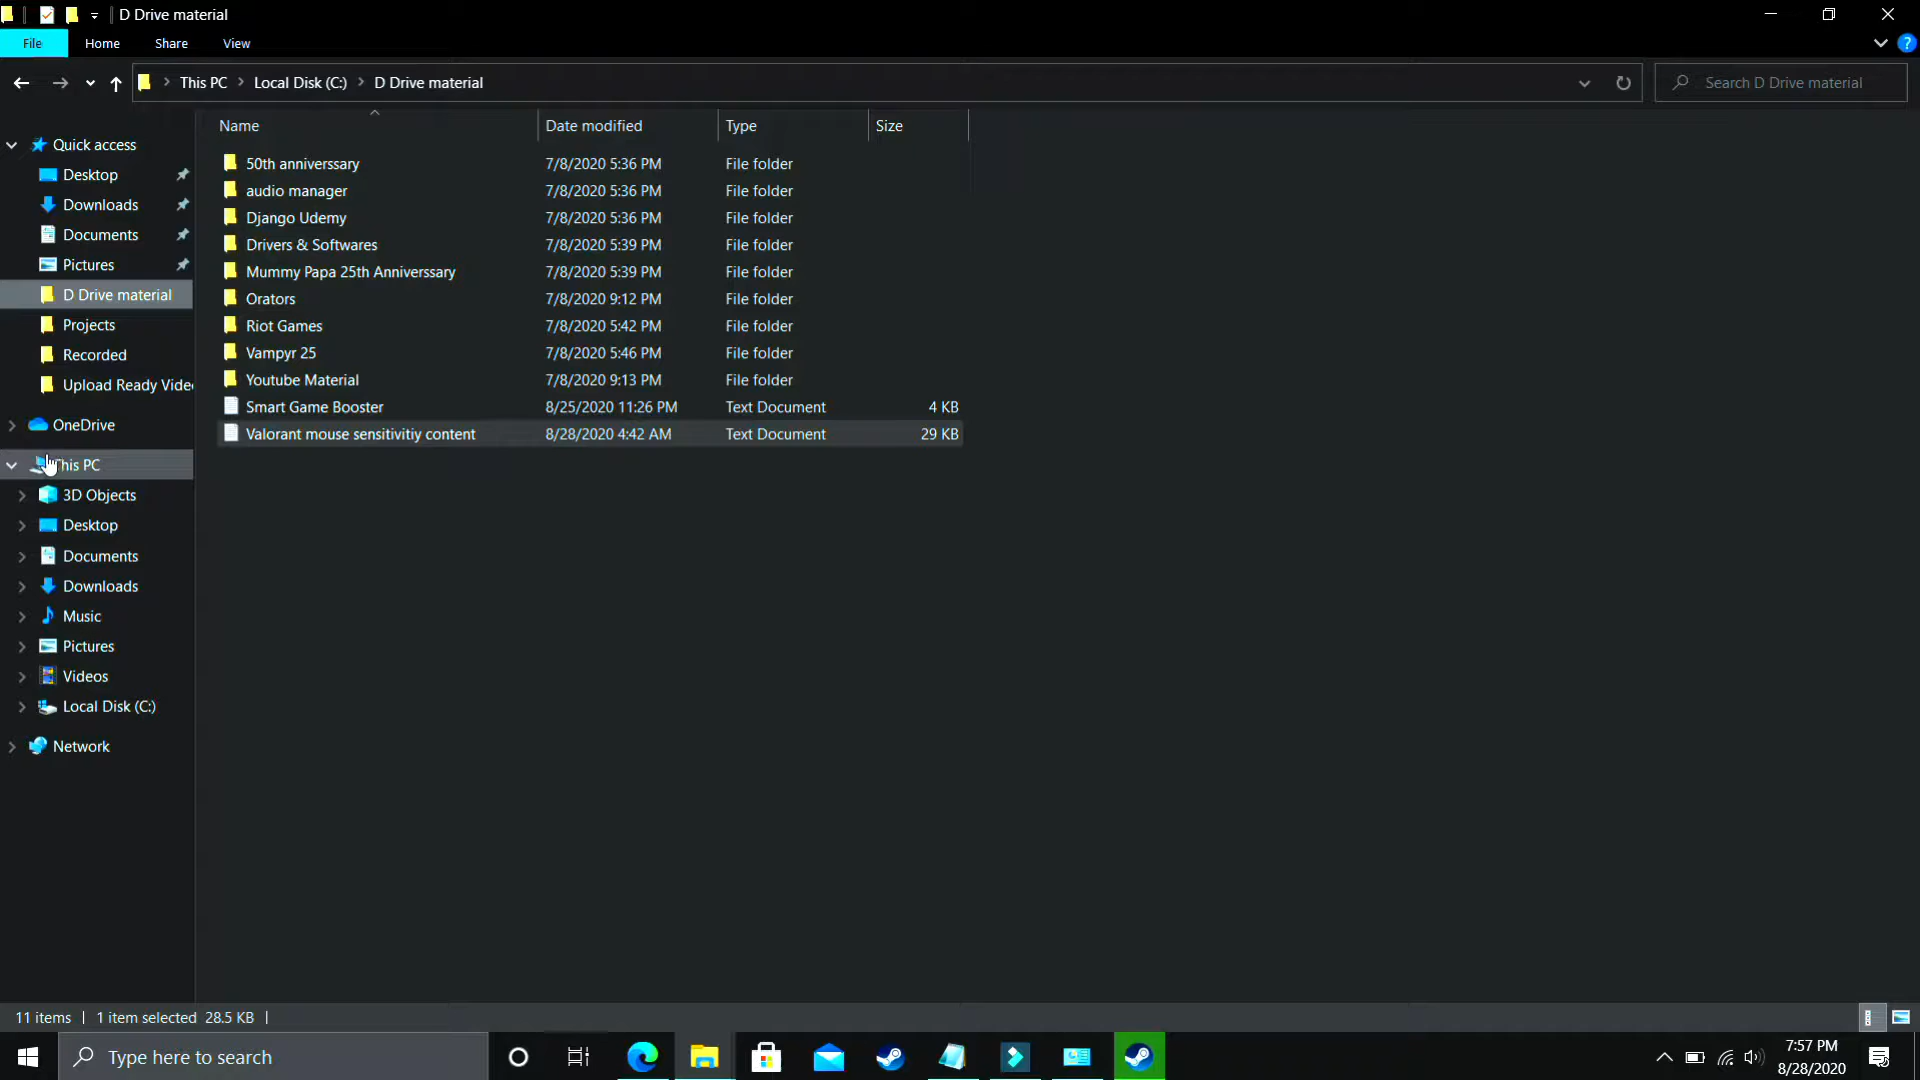 D Drive material
File Home Share View
This PC Local Disk (C:) D Drive material Search D Drive material
Name Date modified Type Size
Quick access
Desktop
Downloads
Documents
Pictures
D Drive material
Projects
Recorded
Upload Ready Vide
OneDrive
This PC
3D Objects
Desktop
Documents
Downloads
Music
Pictures
Videos
Local Disk (C:)
Network
50th anniverssary 7/8/2020 5:36 PM File folder
audio manager 7/8/2020 5:36 PM File folder
Django Udemy 7/8/2020 5:36 PM File folder
Drivers & Softwares 7/8/2020 5:39 PM File folder
Mummy Papa 25th Anniverssary 7/8/2020 5:39 PM File folder
Orators 7/8/2020 9:12 PM File folder
Riot Games 7/8/2020 5:42 PM File folder
Vampyr 25 7/8/2020 5:46 PM File folder
Youtube Material 7/8/2020 9:13 PM File folder
Smart Game Booster 8/25/2020 11:26 PM Text Document 4 KB
Valorant mouse sensitivitiy content 8/28/2020 4:42 AM Text Document 29 KB
11 items 1 item selected 28.5 KB
Type here to search
7:57 PM
8/28/2020